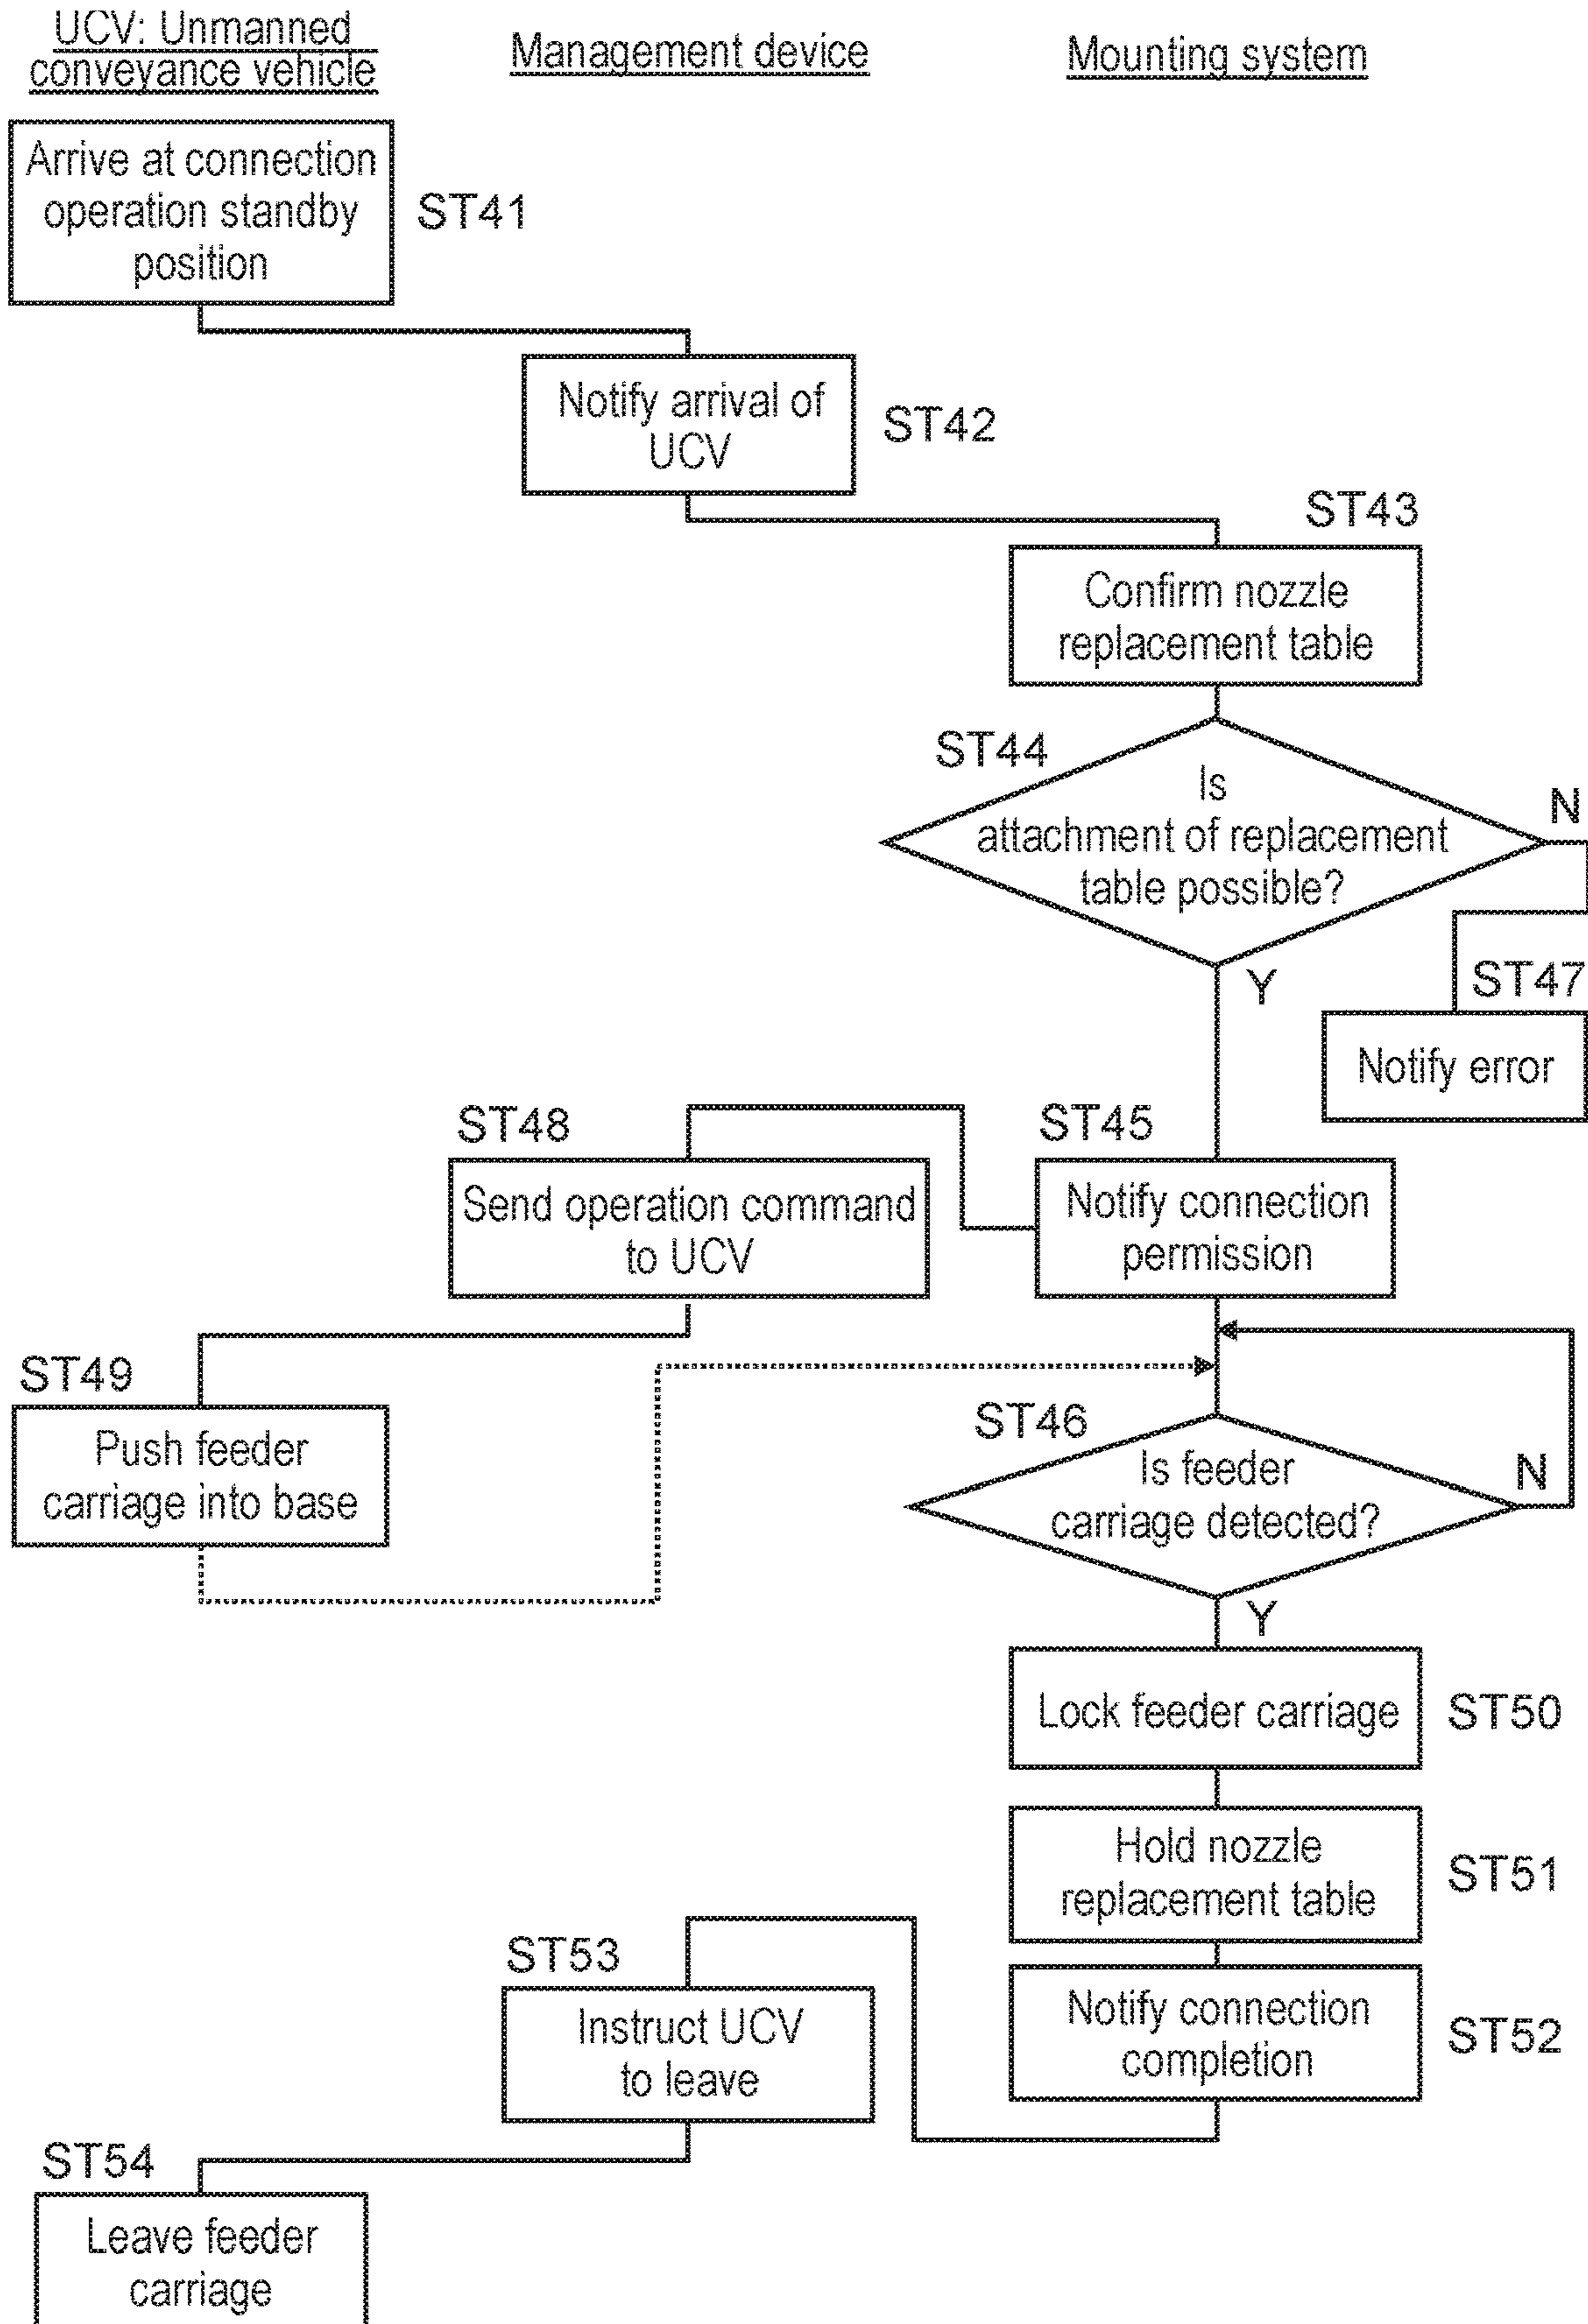 UCV: Unmanned
conveyance vehicle
Management device
Mounting system
Arrive at connection
operation standby
position
ST41
Notify arrival of
UCV
ST42
ST43
Confirm nozzle
replacement table
ST44
Is
attachment of replacement
table possible?
N
Y
ST47
Notify error
ST48
Send operation command
to UCV
ST45
Notify connection
permission
ST49
Push feeder
carriage into base
ST46
Is feeder
carriage detected?
N
Y
Lock feeder carriage
ST50
Hold nozzle
replacement table
ST51
ST53
Instruct UCV
to leave
Notify connection
completion
ST52
ST54
Leave feeder
carriage